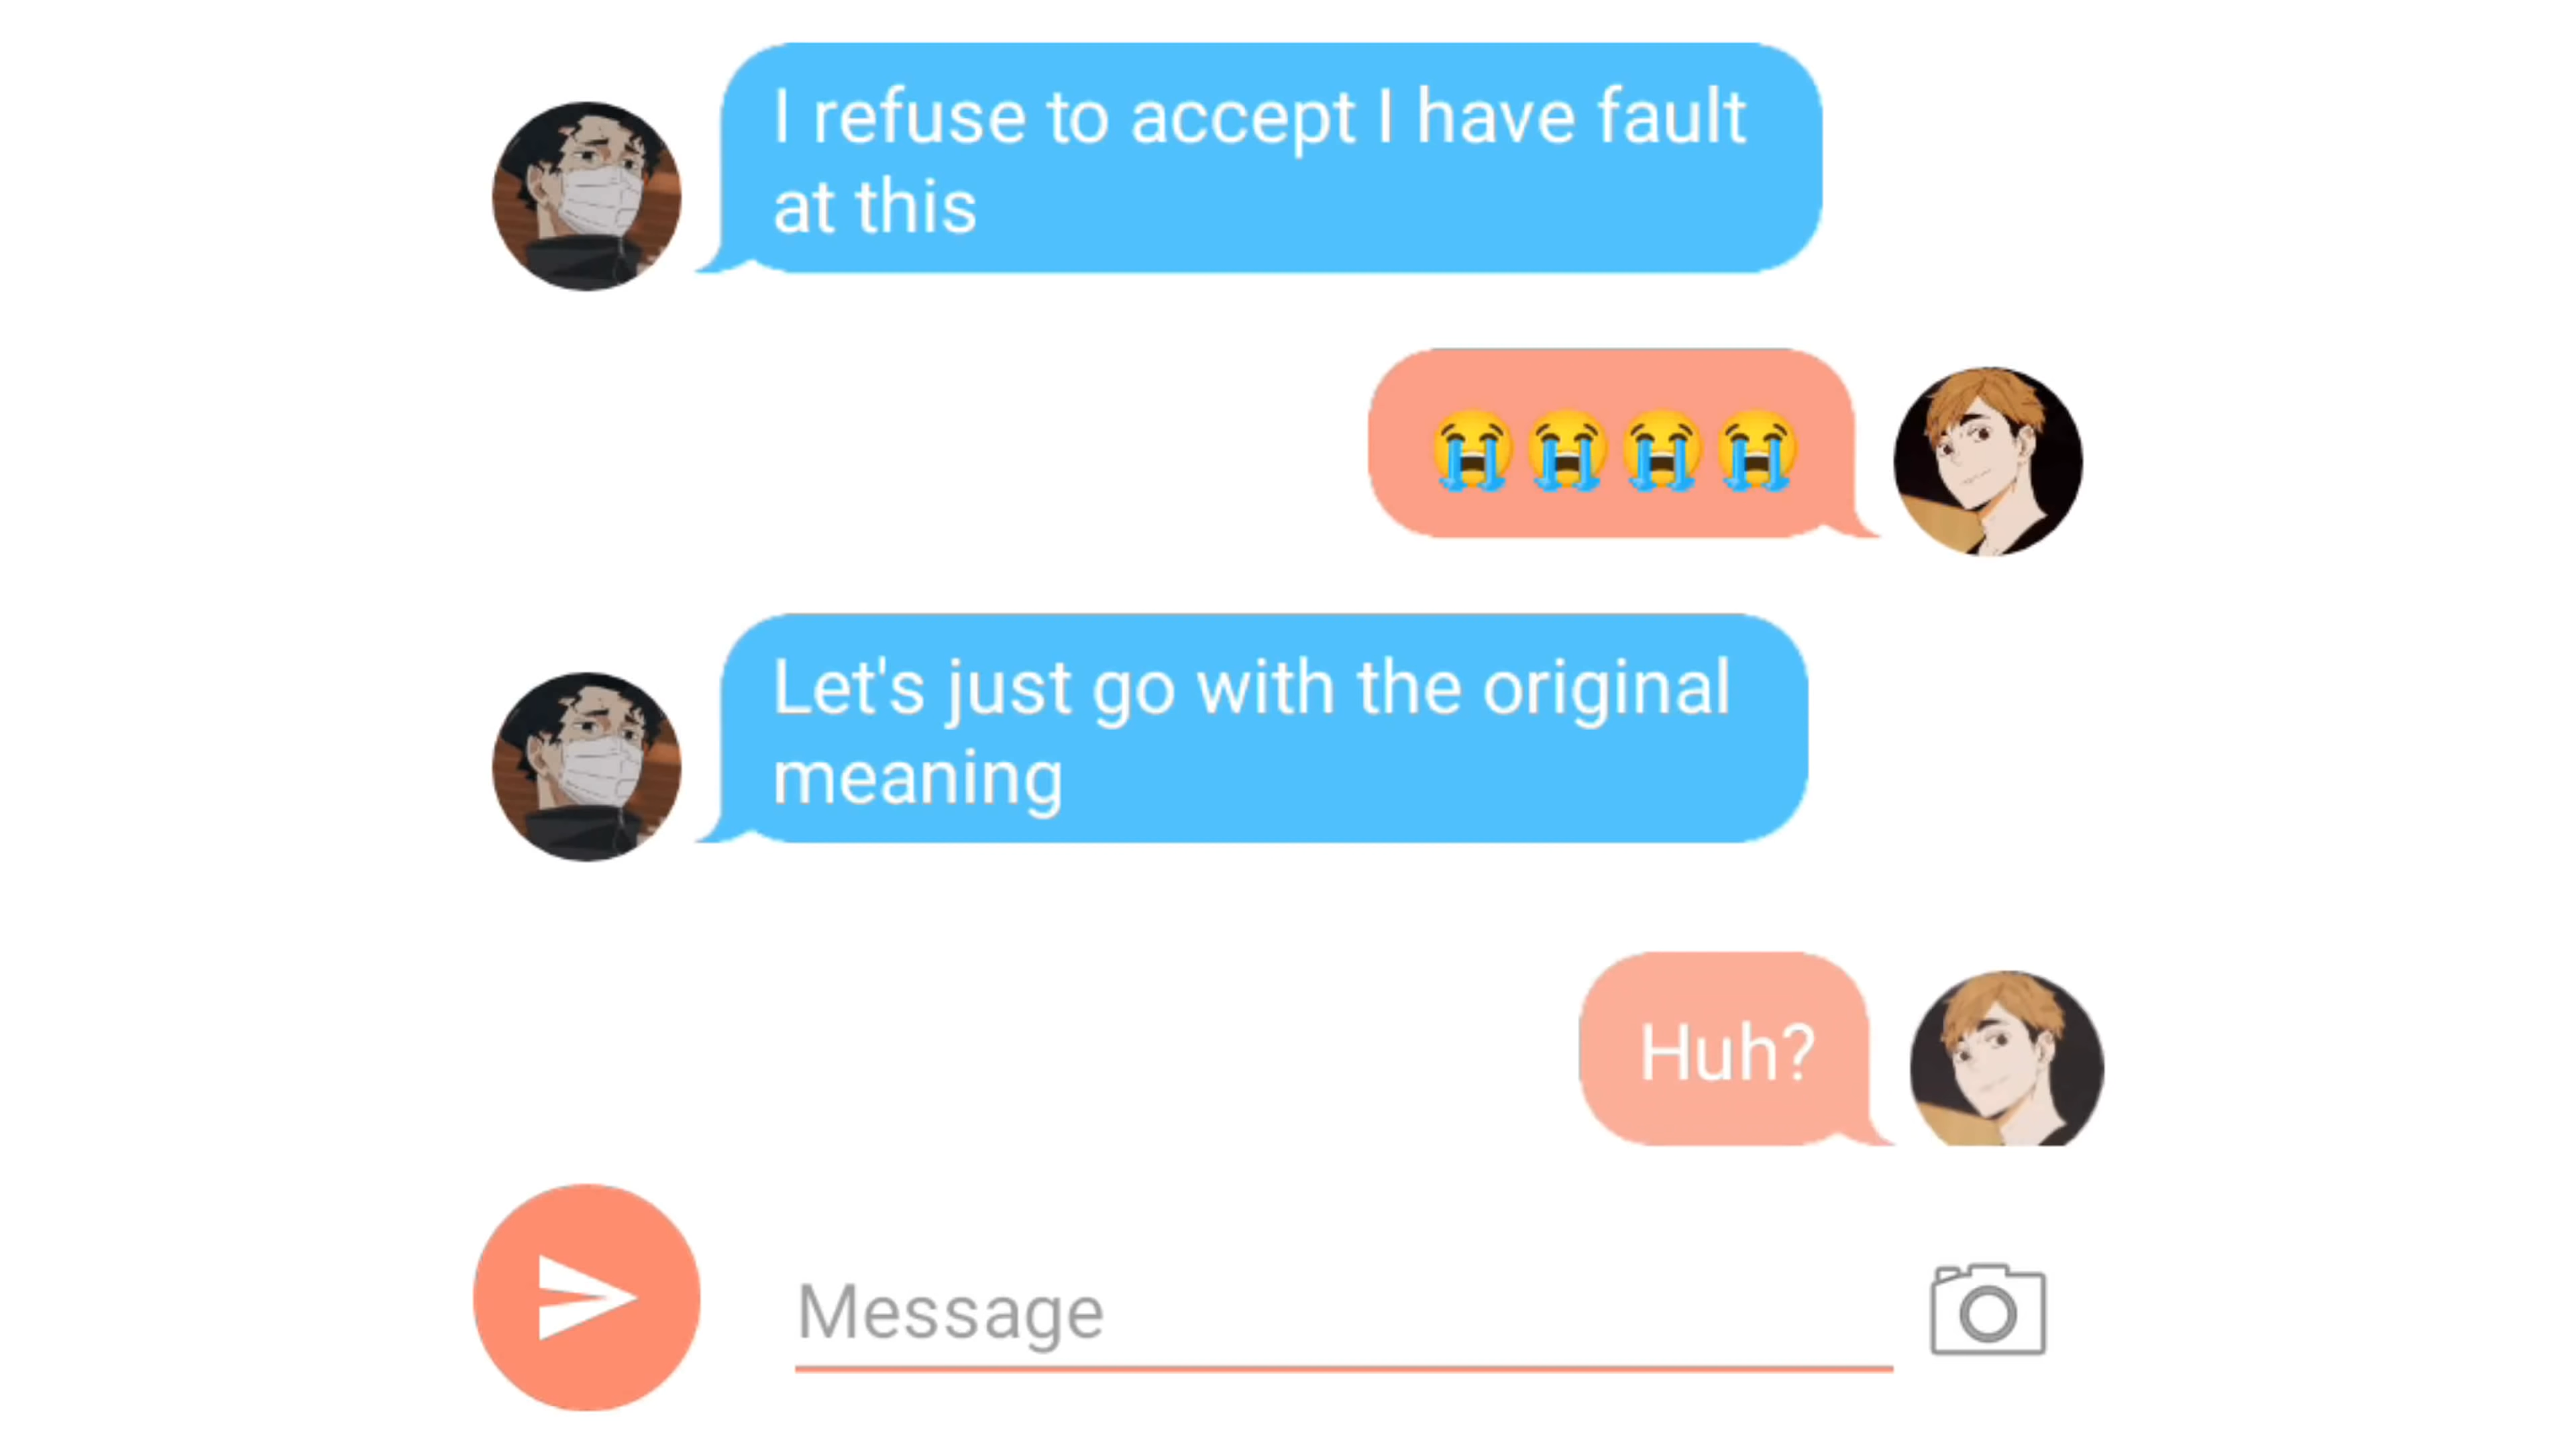 I refuse to accept I have fault
at this
😭😭😭😭
Let's just go with the original
meaning
Huh?
Message